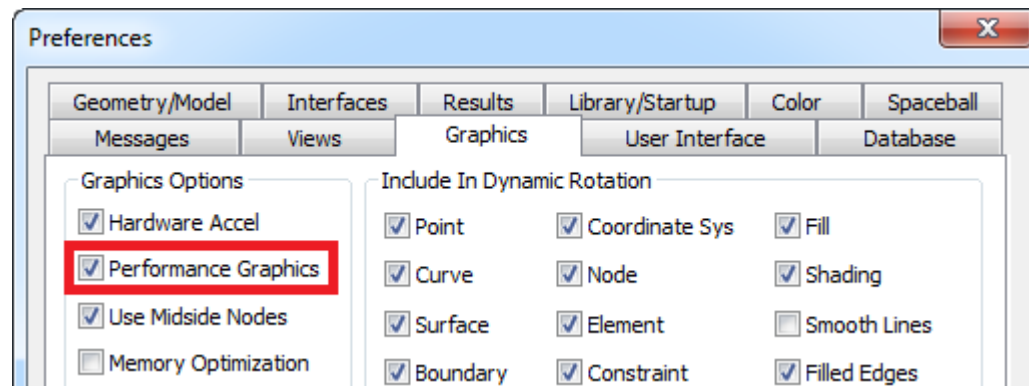 Preferences
Geometry/Model Interfaces Results Library/Startup Color Spaceball
Messages Views Graphics User Interface Database
Graphics Options
Hardware Accel
Performance Graphics
Use Midside Nodes
Memory Optimization
Include In Dynamic Rotation
Point Coordinate Sys Fill
Curve Node Shading
Surface Element Smooth Lines
Boundary Constraint Filled Edges